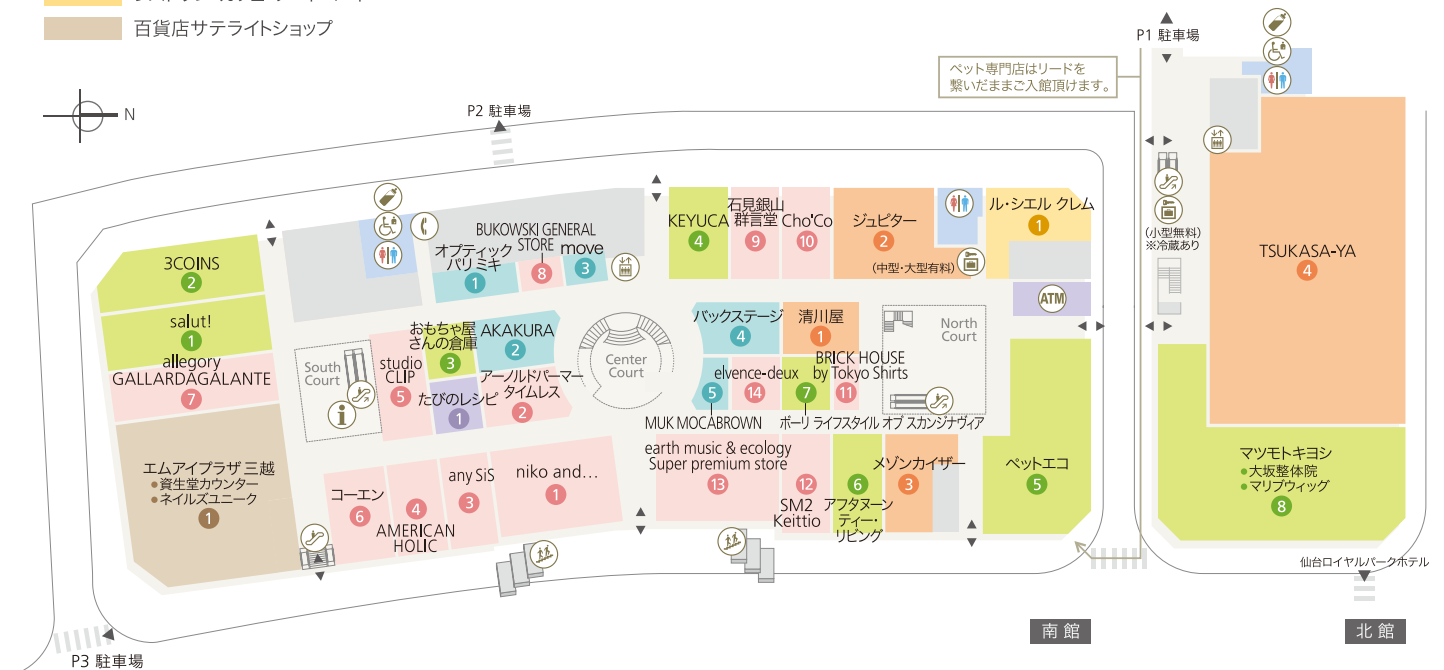 百貨店サテライトショップ
N
P2 駐車場
P1 駐車場
ペット専門店はリードを
繋いだままご入館頂けます。
3COINS
2
salut!
1
allegory
GALLARDAGALANTE
7
エムアイプラザ 三越
●資生堂カウンター
●ネイルズユニーク
1
South
Court
i
studio
CLIP
5
オプティック
パリミキ
1
BUKOWSKI GENERAL
STORE
8
move
3
おもちゃ屋
さんの倉庫
3
AKAKURA
2
たびのレシピ
1
アーノルドパーマー
タイムレス
2
コーエン
6
4
AMERICAN
HOLIC
any SiS
3
niko and...
1
Center
Court
KEYUCA
4
石見銀山
群言堂
9
Cho'Co
10
ジュピター
2
(中型・大型有料)
ル・シエル クレム
1
ATM
バックステージ
4
清川屋
1
North
Court
5
MUK MOCABROWN
elvence-deux
14
7
ポーリ ライフスタイル オブ スカンジナヴィア
BRICK HOUSE
by Tokyo Shirts
11
earth music & ecology
Super premium store
13
12
SM2
Keittio
6
アフタヌーン
ティー・
リビング
メゾンカイザー
3
ペットエコ
5
(小型無料)
※冷蔵あり
TSUKASA-YA
4
マツモトキヨシ
●大坂整体院
●マリブウィッグ
8
仙台ロイヤルパークホテル
南館
北館
P3 駐車場